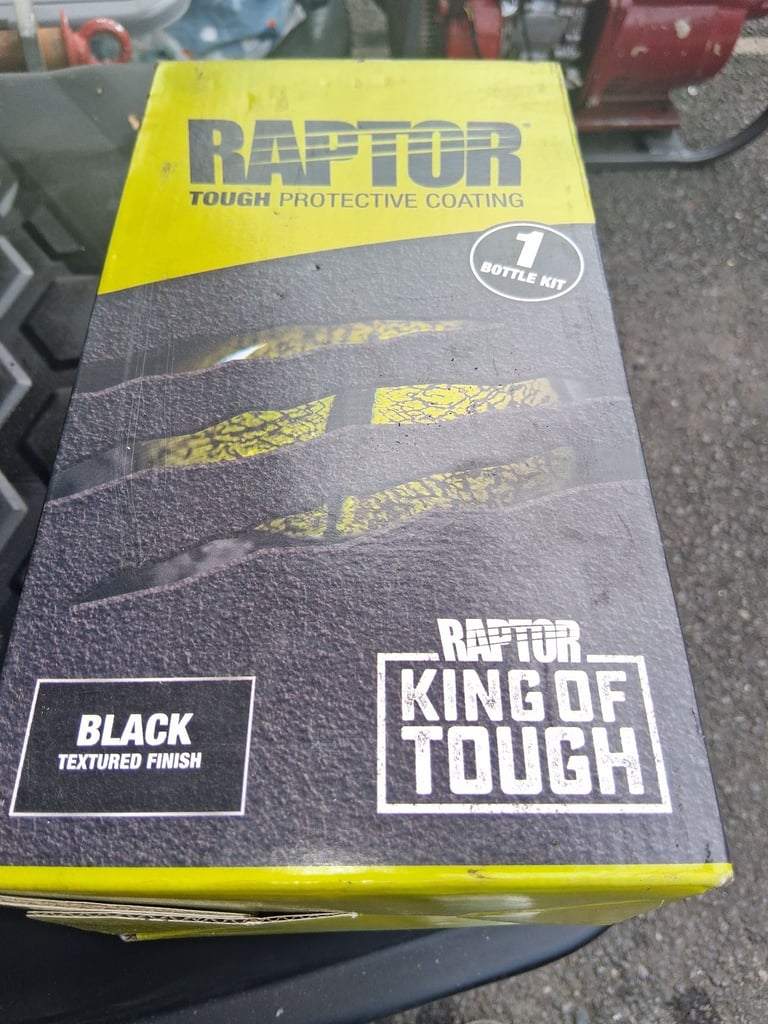 RAPTOR
TOUGH PROTECTIVE COATING
1
BOTTLE KIT
RAPTOR
KING OF
TOUGH
BLACK
TEXTURED FINISH